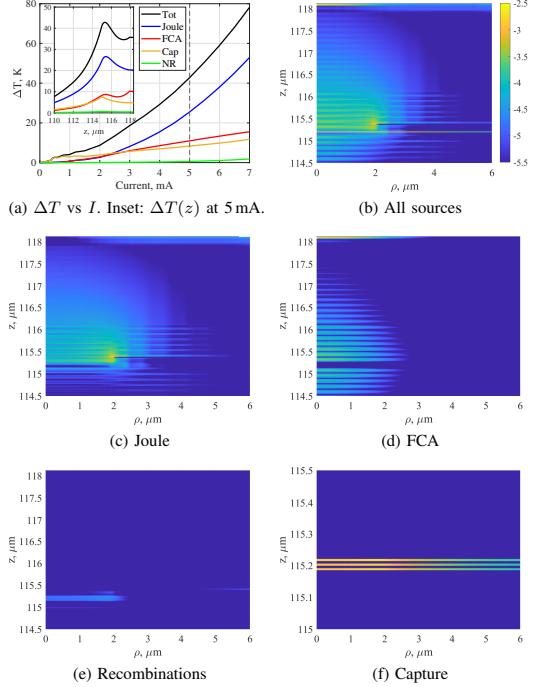 80
60
40
20
0
ΔT, K
50
40
30
20
10
0
110 112 114 116 118
z, μm
Tot
Joule
FCA
Cap
NR
0 1 2 3 4 5 6 7
Current, mA
(a) ΔT vs I. Inset: ΔT(z) at 5 mA.
118
117.5
117
116.5
116
115.5
115
114.5
z, μm
0 1 2 3 4 5 6
ρ, μm
-2.5
-3
-3.5
-4
-4.5
-5
-5.5
(b) All sources
118
117.5
117
116.5
116
115.5
115
114.5
z, μm
0 1 2 3 4 5 6
ρ, μm
(c) Joule
118
117.5
117
116.5
116
115.5
115
114.5
z, μm
0 1 2 3 4 5 6
ρ, μm
(d) FCA
118
117.5
117
116.5
116
115.5
115
114.5
z, μm
0 1 2 3 4 5 6
ρ, μm
(e) Recombinations
115.5
115.4
115.3
115.2
115.1
115
z, μm
0 1 2 3 4 5 6
ρ, μm
(f) Capture